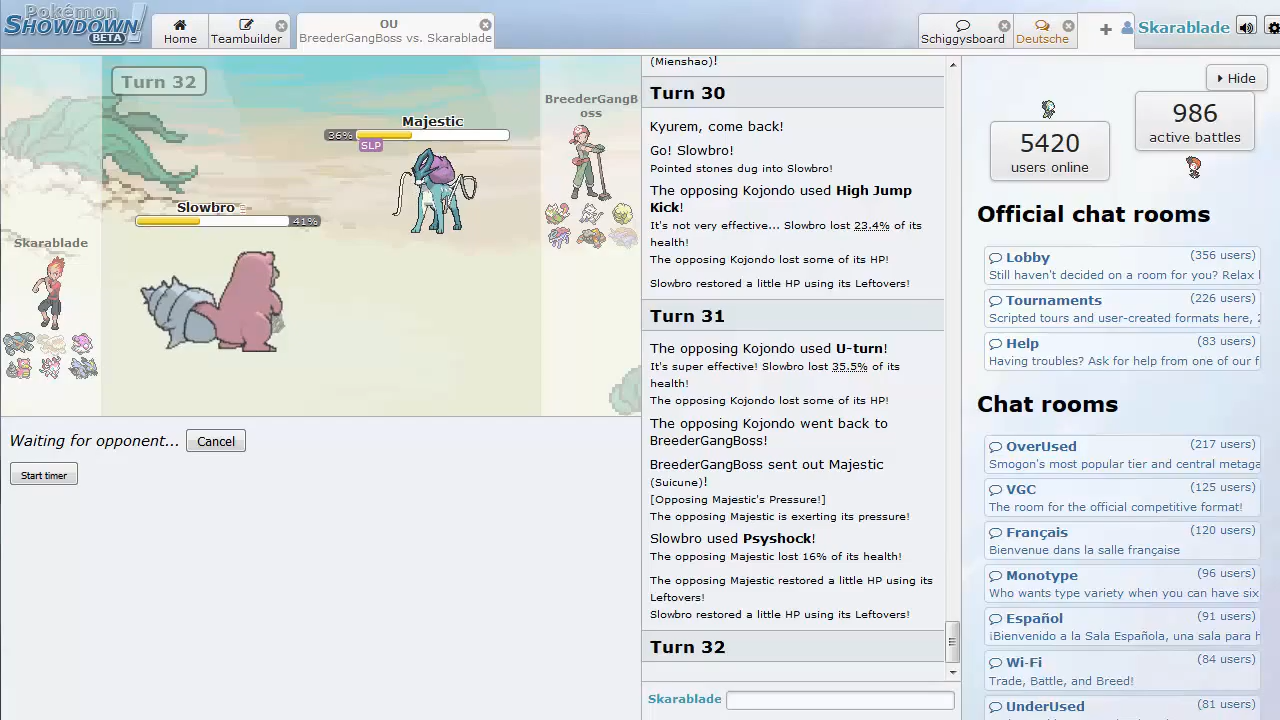 Pokémon
SHOWDOWN!
BETA
Home
Teambuilder
OU
BreederGangBoss vs. Skarablade
Schiggysboard
Deutsche
Skarablade
Turn 32
Majestic
36%
SLP
Slowbro
41%
Skarablade
BreederGangB
oss
Waiting for opponent...
Cancel
Start timer
(Mienshao)!
Turn 30
Kyurem, come back!
Go! Slowbro!
Pointed stones dug into Slowbro!
The opposing Kojondo used High Jump
Kick!
It's not very effective... Slowbro lost 23.1% of its
health!
The opposing Kojondo lost some of its HP!
Slowbro restored a little HP using its Leftovers!
Turn 31
The opposing Kojondo used U-turn!
It's super effective! Slowbro lost 35.5% of its
health!
The opposing Kojondo lost some of its HP!
The opposing Kojondo went back to
BreederGangBoss!
BreederGangBoss sent out Majestic
(Suicune)!
[Opposing Majestic's Pressure!]
The opposing Majestic is exerting its pressure!
Slowbro used Psyshock!
The opposing Majestic lost 16% of its health!
The opposing Majestic restored a little HP using its
Leftovers!
Slowbro restored a little HP using its Leftovers!
Turn 32
Skarablade
Hide
5420
users online
986
active battles
Official chat rooms
Lobby
(356 users)
Still haven't decided on a room for you? Relax
Tournaments
(226 users)
Scripted tours and user-created formats here,
Help
(83 users)
Having troubles? Ask for help from one of our f
Chat rooms
OverUsed
(217 users)
Smogon's most popular tier and central metaga
VGC
(125 users)
The room for the official competitive format!
Français
(120 users)
Bienvenue dans la salle française
Monotype
(96 users)
Who wants type variety when you can have six
Español
(91 users)
¡Bienvenido a la Sala Española, una sala para h
Wi-Fi
(84 users)
Trade, Battle, and Breed!
UnderUsed
(81 users)